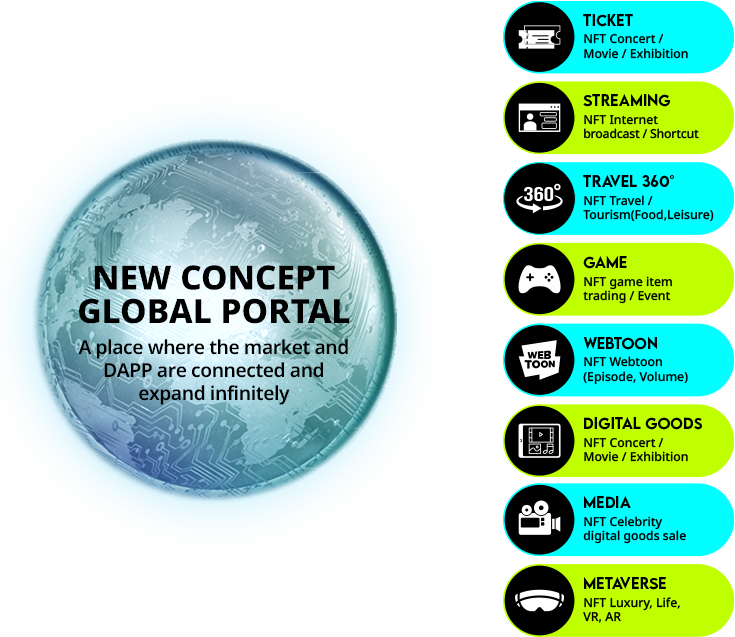 NEW CONCEPT
GLOBAL PORTAL
A place where the market and
DAPP are connected and
expand infinitely
TICKET
NFT Concert /
Movie / Exhibition
STREAMING
NFT Internet
broadcast / Shortcut
360°
TRAVEL 360°
NFT Travel /
Tourism(Food,Leisure)
GAME
NFT game item
trading / Event
WEB
TOON
WEBTOON
NFT Webtoon
(Episode, Volume)
DIGITAL GOODS
NFT Concert /
Movie / Exhibition
MEDIA
NFT Celebrity
digital goods sale
METAVERSE
NFT Luxury, Life,
VR, AR